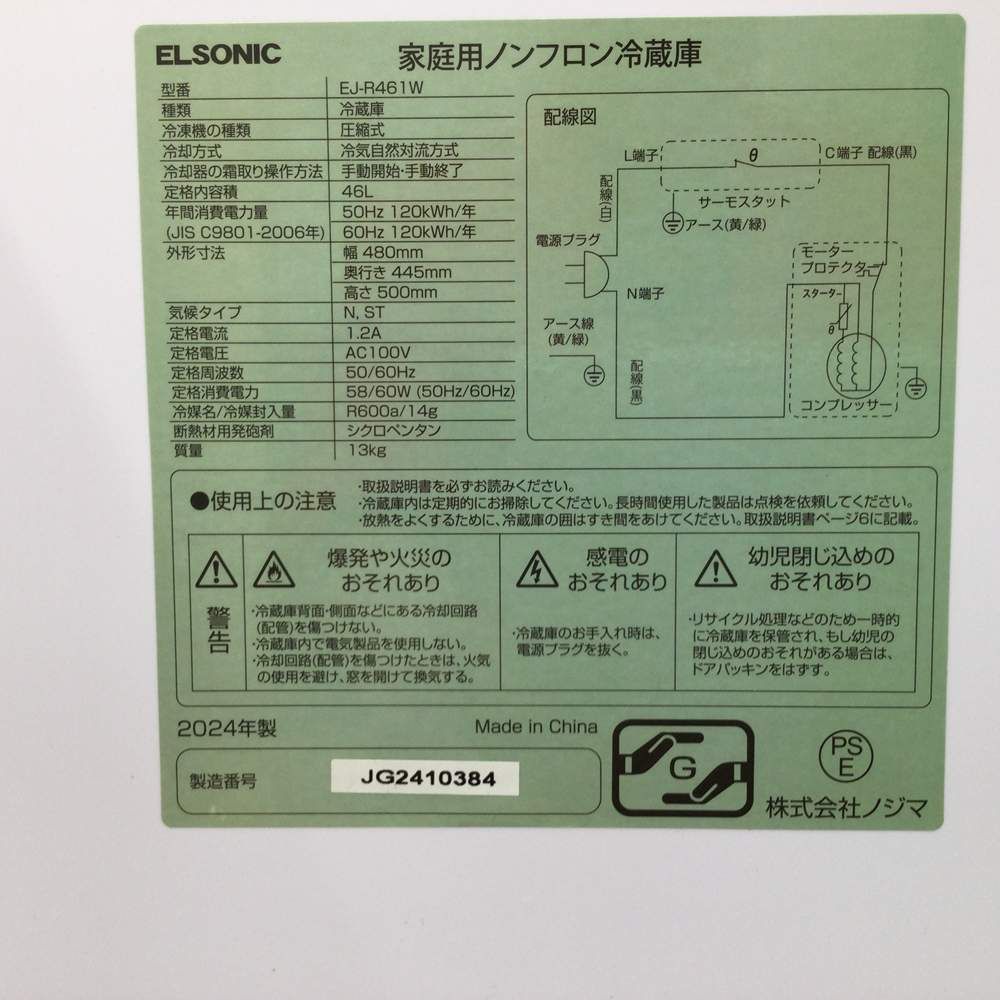 ELSONIC 家庭用ノンフロン冷蔵庫
型番 EJ-R461W
種類 冷蔵庫
冷凍機の種類 圧縮式
冷却方式 冷気自然対流方式
冷却器の霜取り操作方法 手動開始・手動終了
定格内容積 46L
年間消費電力量 50Hz 120kWh/年
(JIS C9801-2006年) 60Hz 120kWh/年
外形寸法 幅 480mm
奥行き 445mm
高さ 500mm
気候タイプ N, ST
定格電流 1.2A
定格電圧 AC100V
定格周波数 50/60Hz
定格消費電力 58/60W (50Hz/60Hz)
冷媒名/冷媒封入量 R600a/14g
断熱材用発砲剤 シクロペンタン
質量 13kg
配線図
L端子 θ C端子 配線(黒)
配線(白)
サーモスタット
アース(黄/緑)
電源プラグ
N端子
モーター
プロテクター
スターター
θ
アース線
(黄/緑)
配線(黒)
コンプレッサー
●使用上の注意
・取扱説明書を必ずお読みください。
・冷蔵庫内は定期的にお掃除してください。長時間使用した製品は点検を依頼してください。
・放熱をよくするために、冷蔵庫の囲はすき間をあけてください。取扱説明書ページ6に記載。
警告
爆発や火災の
おそれあり
・冷蔵庫背面・側面などにある冷却回路
(配管)を傷つけない。
・冷蔵庫内で電気製品を使用しない。
・冷却回路(配管)を傷つけたときは、火気
の使用を避け、窓を開けて換気する。
感電の
おそれあり
・冷蔵庫のお手入れ時は、
電源プラグを抜く。
幼児閉じ込めの
おそれあり
・リサイクル処理などのため一時的
に冷蔵庫を保管され、もし幼児の
閉じ込めのおそれがある場合は、
ドアパッキンをはずす。
2024年製 Made in China
製造番号 JG2410384
G
PS
E
株式会社ノジマ